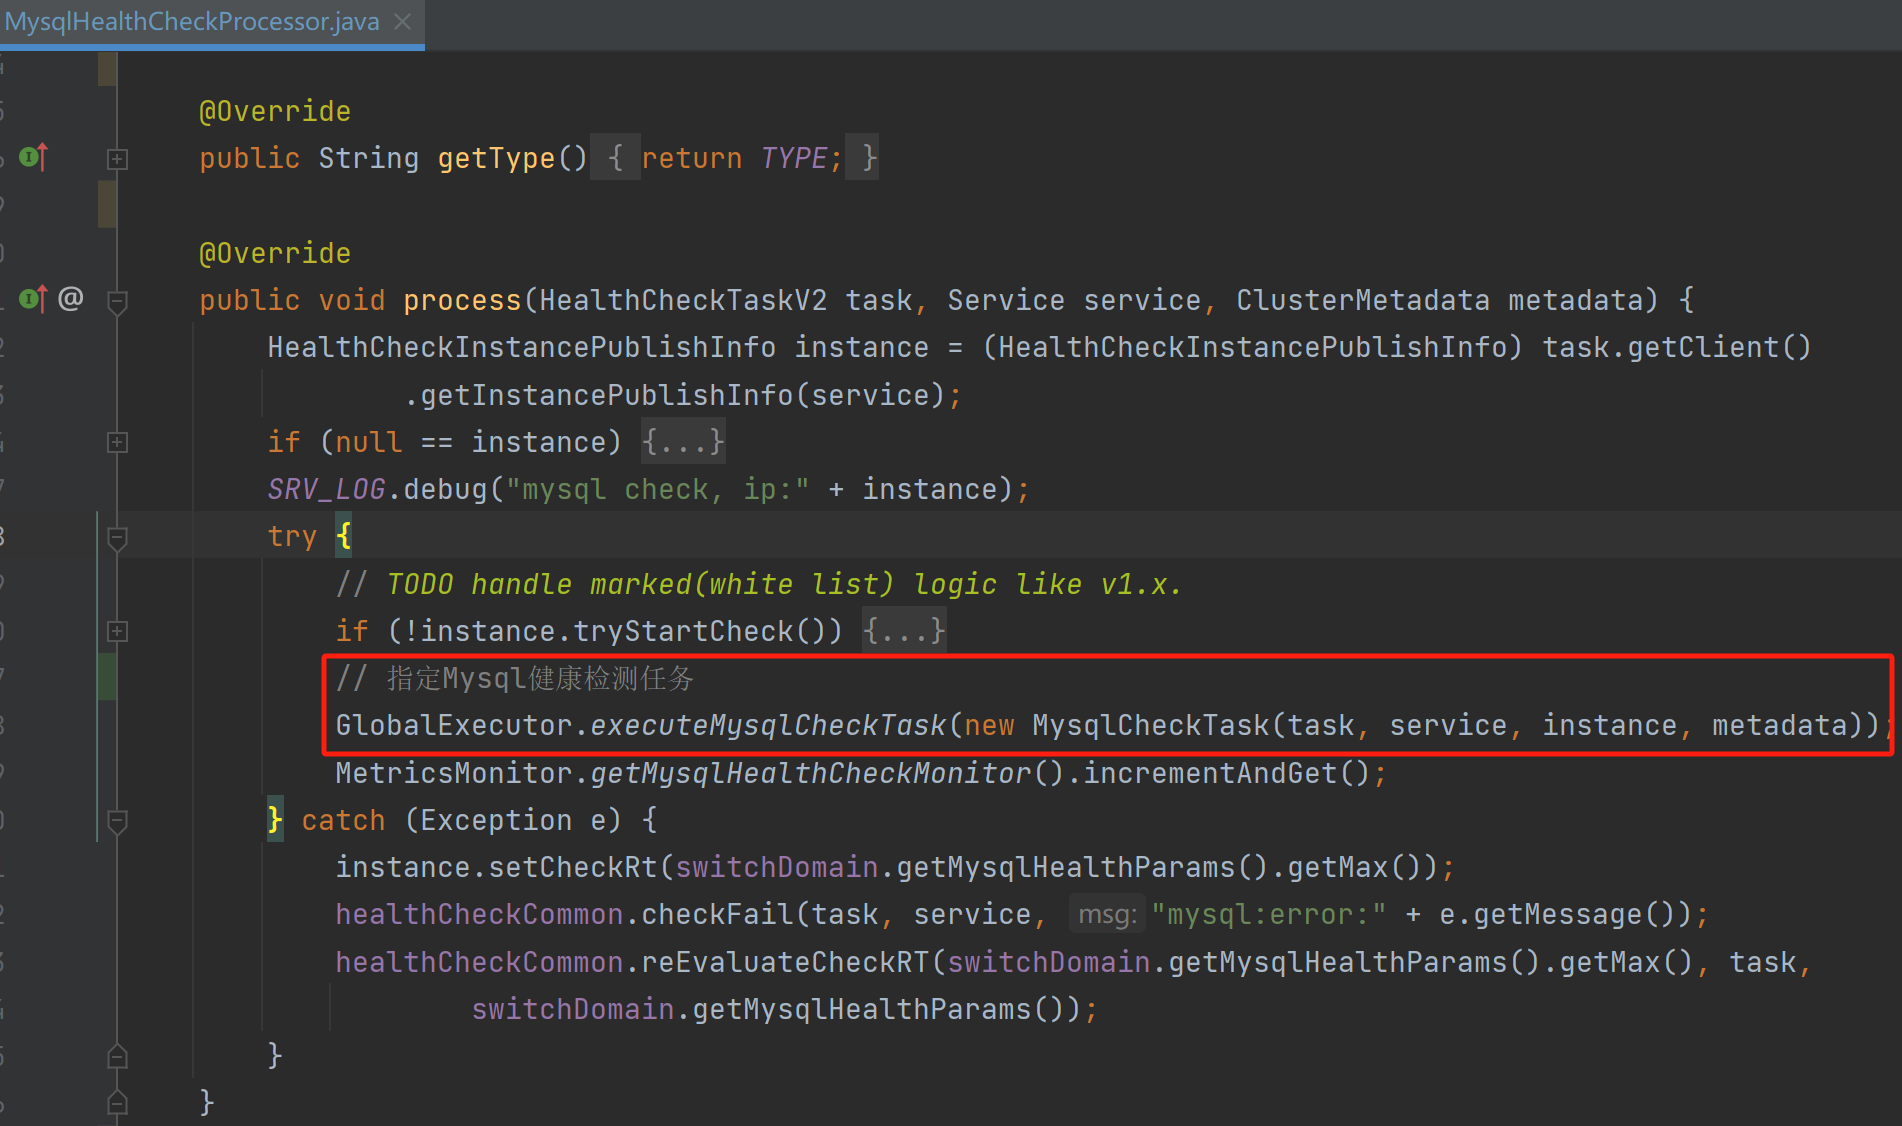 MysqlHealthCheckProcessor.java
@Override
public String getType() { return TYPE; }
@Override
public void process(HealthCheckTaskV2 task, Service service, ClusterMetadata metadata) {
HealthCheckInstancePublishInfo instance = (HealthCheckInstancePublishInfo) task.getClient()
.getInstancePublishInfo(service);
if (null == instance) {...}
SRV_LOG.debug("mysql check, ip:" + instance);
try {
// TODO handle marked(white list) logic like v1.x.
if (!instance.tryStartCheck()) {...}
// 指定Mysql健康检测任务
GlobalExecutor.executeMysqlCheckTask(new MysqlCheckTask(task, service, instance, metadata));
MetricsMonitor.getMysqlHealthCheckMonitor().incrementAndGet();
} catch (Exception e) {
instance.setCheckRt(switchDomain.getMysqlHealthParams().getMax());
healthCheckCommon.checkFail(task, service, msg: "mysql:error:" + e.getMessage());
healthCheckCommon.reEvaluateCheckRT(switchDomain.getMysqlHealthParams().getMax(), task,
switchDomain.getMysqlHealthParams());
}
}